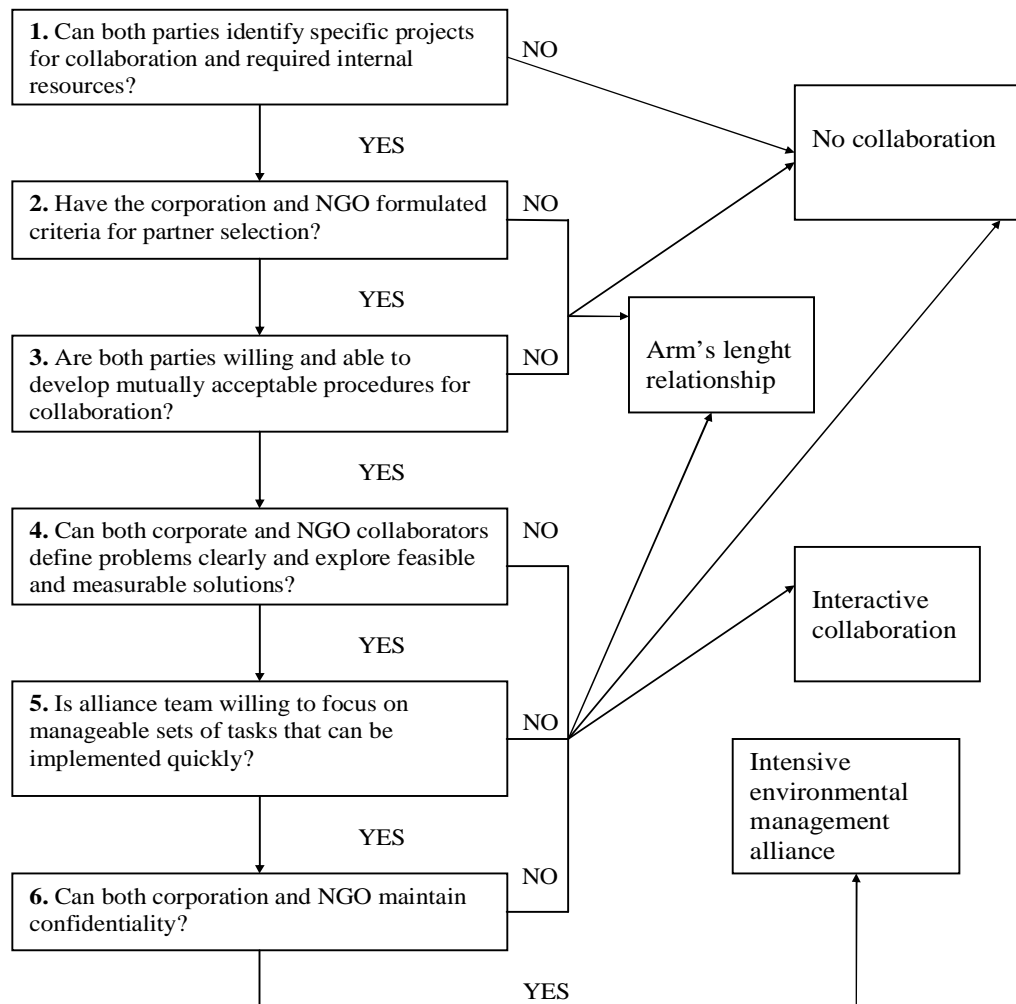 1. Can both parties identify specific projects
for collaboration and required internal
resources?
NO
YES
No collaboration
2. Have the corporation and NGO formulated
criteria for partner selection?
NO
YES
3. Are both parties willing and able to
develop mutually acceptable procedures for
collaboration?
NO
Arm's lenght
relationship
YES
4. Can both corporate and NGO collaborators
define problems clearly and explore feasible
and measurable solutions?
NO
YES
Interactive
collaboration
5. Is alliance team willing to focus on
manageable sets of tasks that can be
implemented quickly?
NO
YES
Intensive
environmental
management
alliance
6. Can both corporation and NGO maintain
confidentiality?
NO
YES